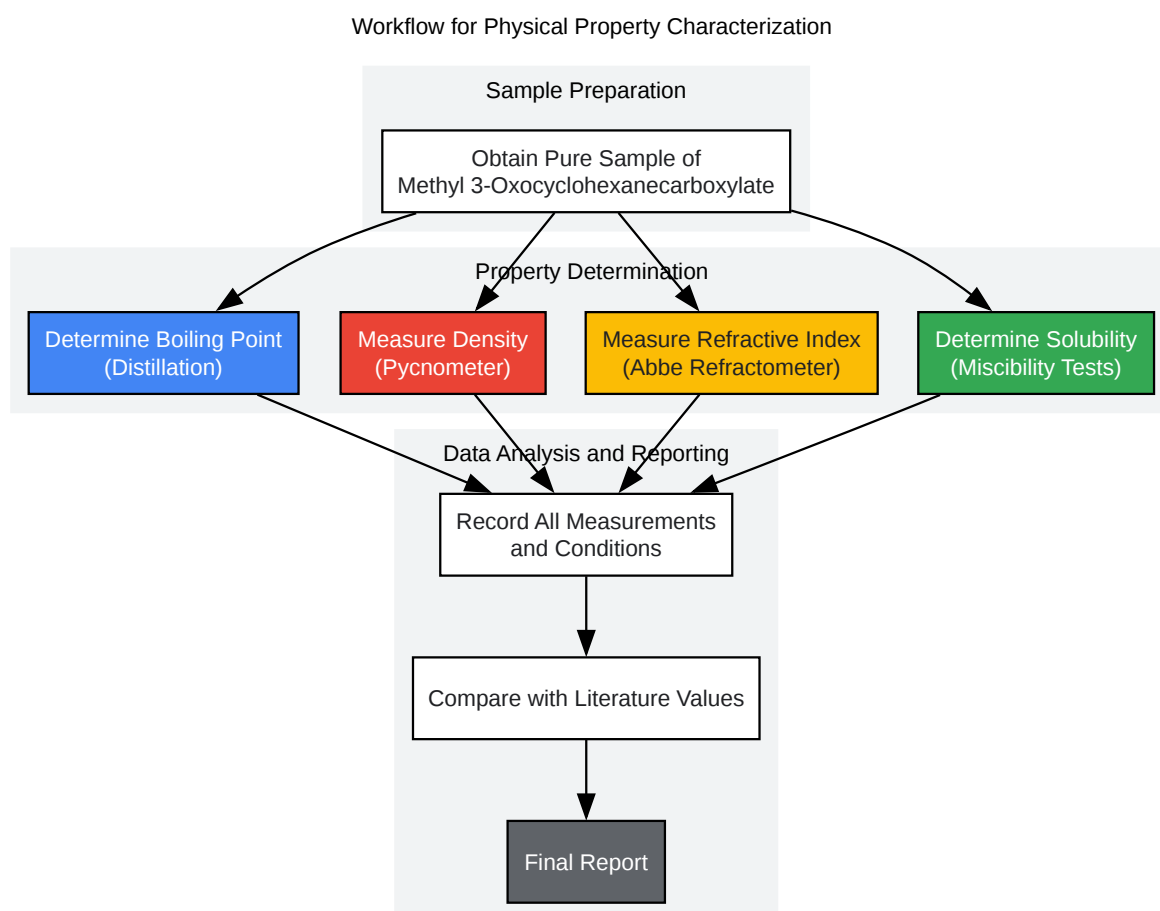 Workflow for Physical Property Characterization
Sample Preparation
Obtain Pure Sample of
Methyl 3-Oxocyclohexanecarboxylate
Property Determination
Determine Boiling Point
(Distillation)
Measure Density
(Pycnometer)
Measure Refractive Index
(Abbe Refractometer)
Determine Solubility
(Miscibility Tests)
Data Analysis and Reporting
Record All Measurements
and Conditions
Compare with Literature Values
Final Report